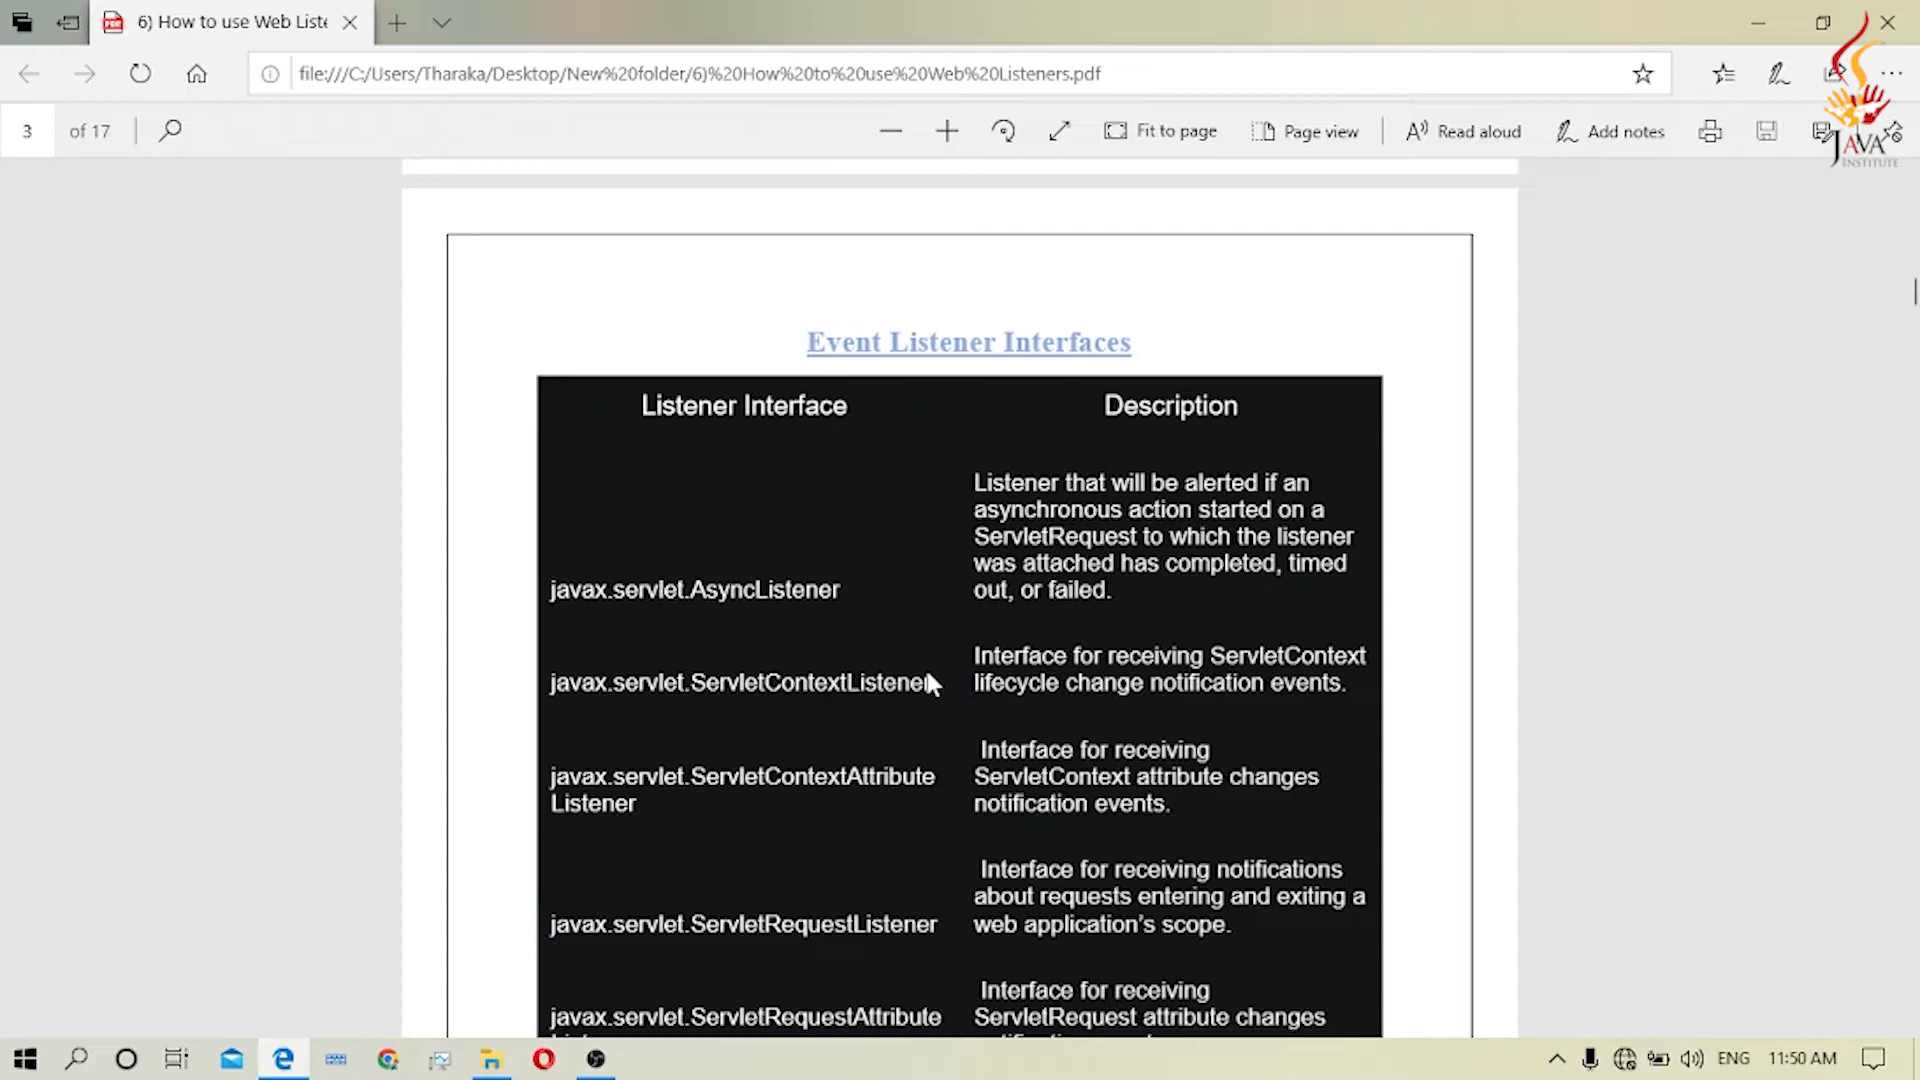 6) How to use Web Liste
file:///C:/Users/Tharaka/Desktop/New%20folder/6)%20How%20to%20use%20Web%20Listeners.pdf
3 of 17
Fit to page
Page view
Read aloud
Add notes
JAVA
INSTITUTE
Event Listener Interfaces
Listener Interface
Description
javax.servlet.AsyncListener
Listener that will be alerted if an
asynchronous action started on a
ServletRequest to which the listener
was attached has completed, timed
out, or failed.
javax.servlet.ServletContextListener
Interface for receiving ServletContext
lifecycle change notification events.
javax.servlet.ServletContextAttribute
Listener
Interface for receiving
ServletContext attribute changes
notification events.
javax.servlet.ServletRequestListener
Interface for receiving notifications
about requests entering and exiting a
web application's scope.
javax.servlet.ServletRequestAttribute
Interface for receiving
ServletRequest attribute changes
ENG
11:50 AM